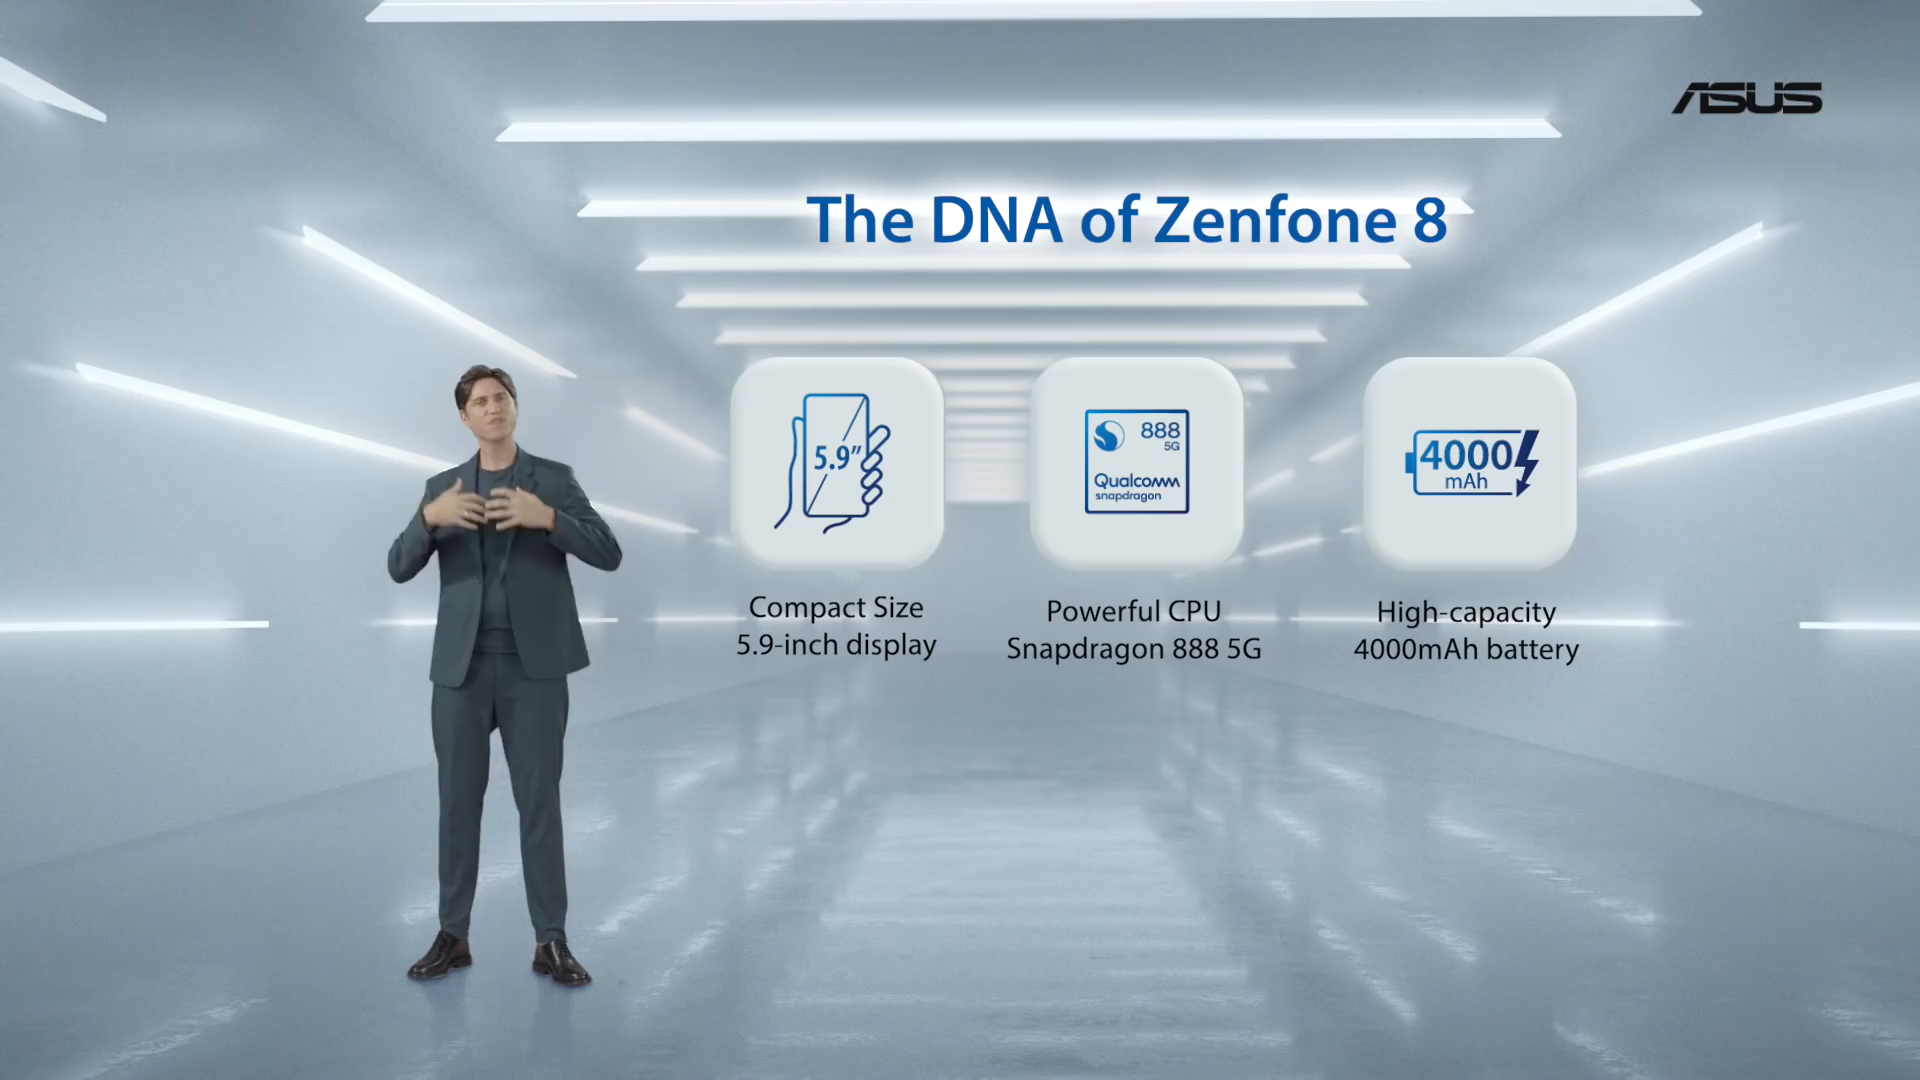 ASUS
The DNA of Zenfone 8
5.9”
888
5G
Qualcomm
snapdragon
4000
mAh
Compact Size
5.9-inch display
Powerful CPU
Snapdragon 888 5G
High-capacity
4000mAh battery